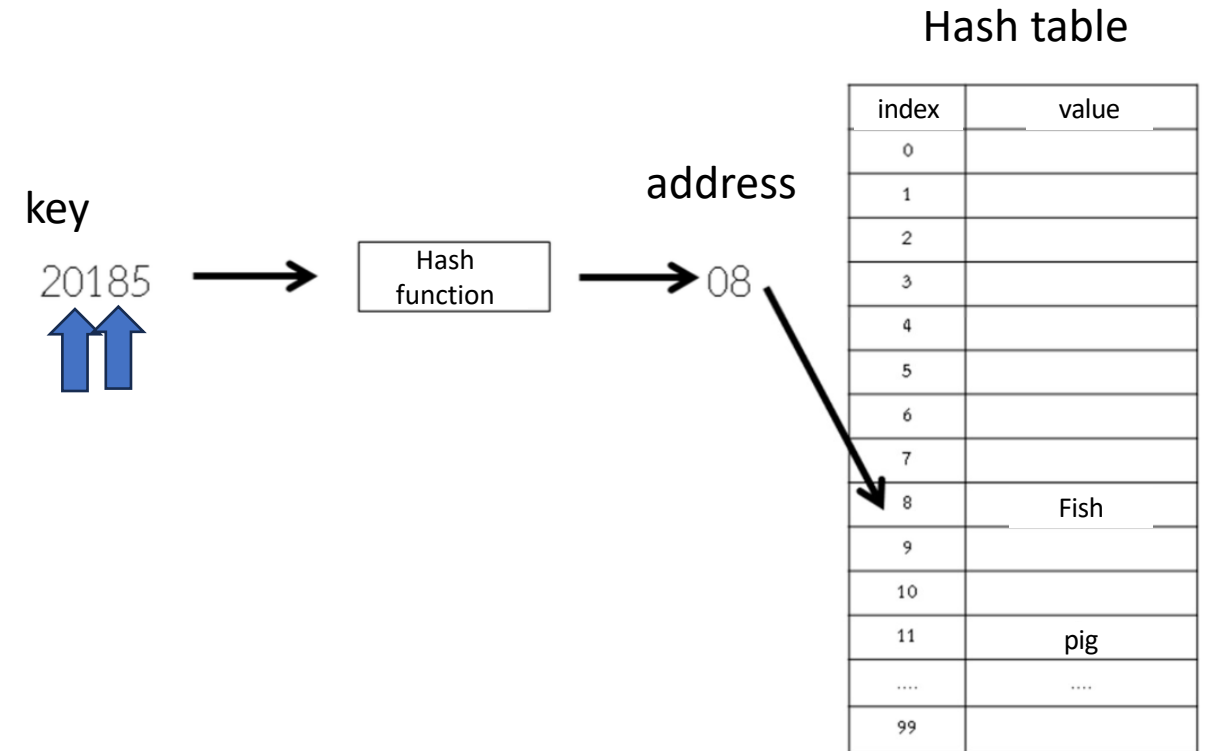 Hash table
key
20185
Hash
function
address
08
index value
0
1
2
3
4
5
6
7
8 Fish
9
10
11 pig
.... ....
99